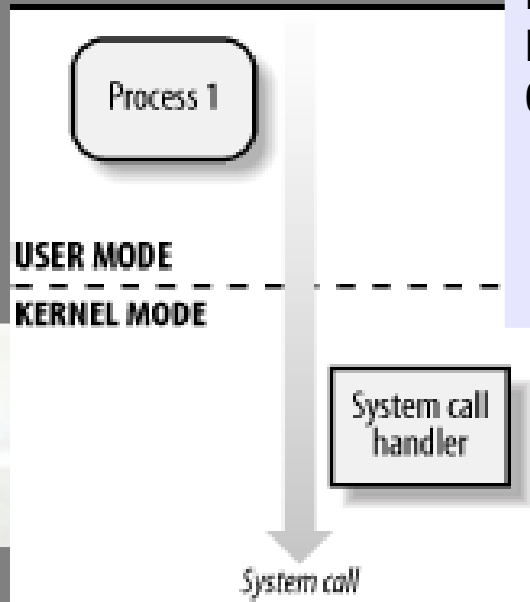 Process 1
USER MODE
KERNEL MODE
System call
handler
System call